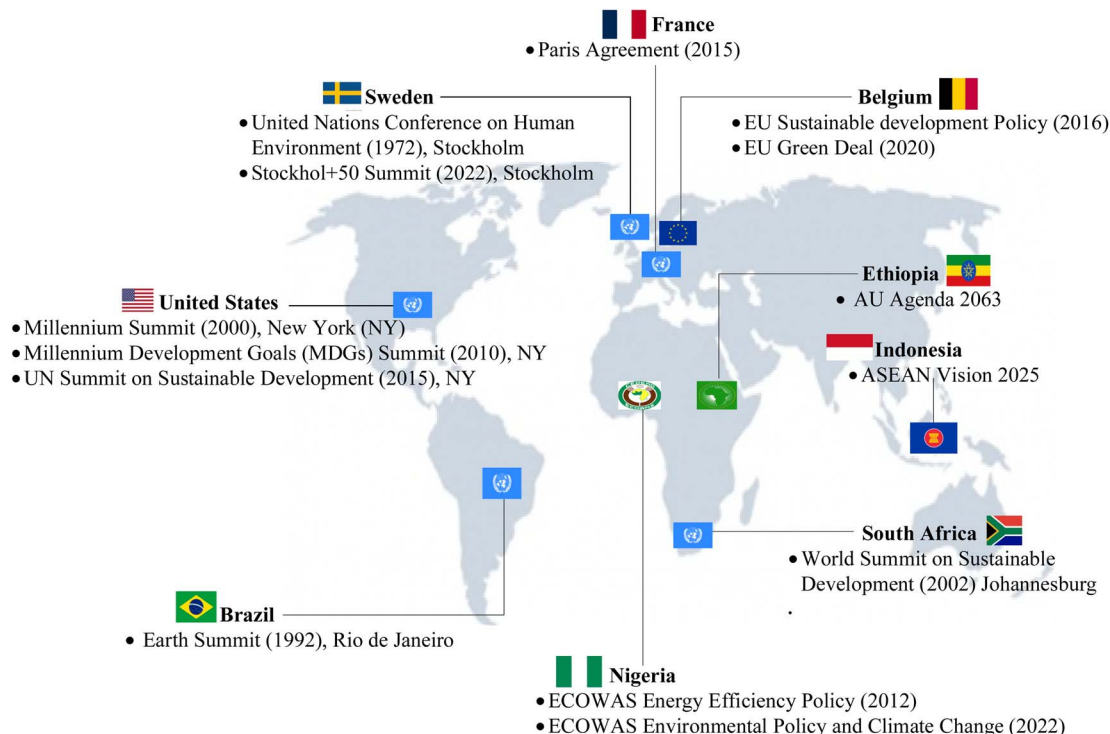 France
• Paris Agreement (2015)
Sweden
• United Nations Conference on Human
Environment (1972), Stockholm
• Stockhol+50 Summit (2022), Stockholm
Belgium
• EU Sustainable development Policy (2016)
• EU Green Deal (2020)
United States
• Millennium Summit (2000), New York (NY)
• Millennium Development Goals (MDGs) Summit (2010), NY
• UN Summit on Sustainable Development (2015), NY
Ethiopia
• AU Agenda 2063
Indonesia
• ASEAN Vision 2025
South Africa
• World Summit on Sustainable
Development (2002) Johannesburg
Brazil
• Earth Summit (1992), Rio de Janeiro
Nigeria
• ECOWAS Energy Efficiency Policy (2012)
• ECOWAS Environmental Policy and Climate Change (2022)